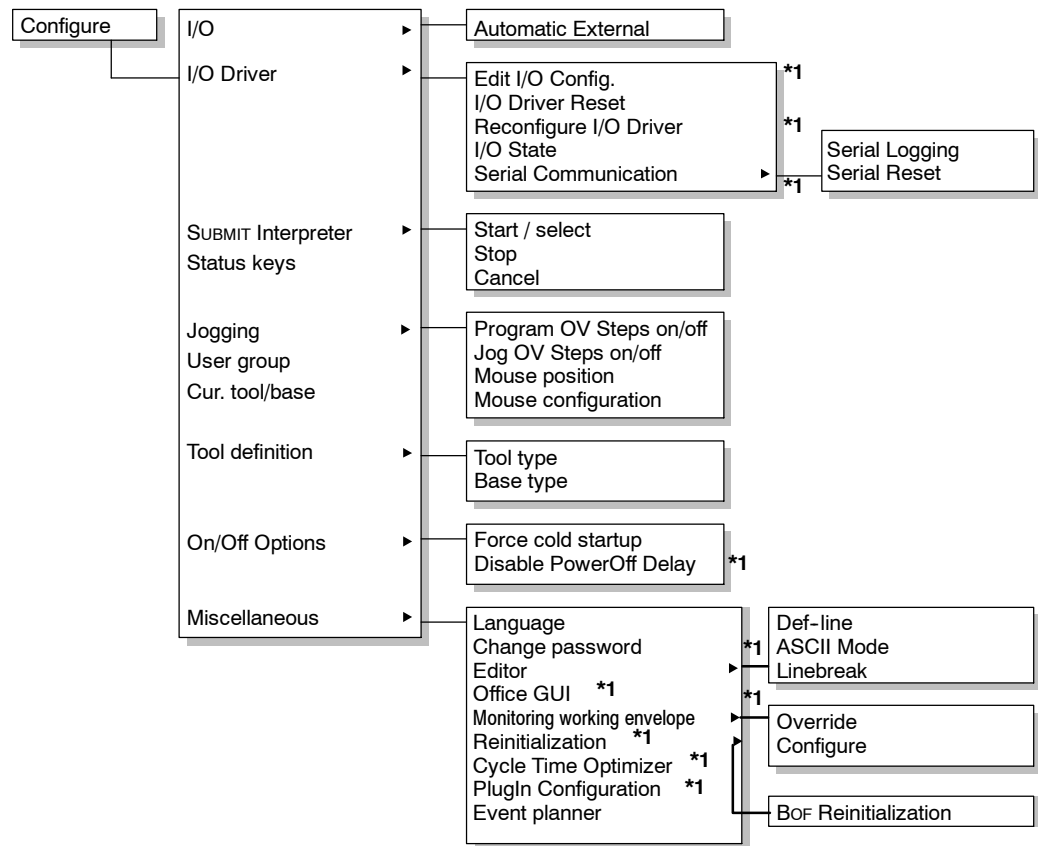 Configure
I/O
I/O Driver
SUBMIT Interpreter
Status keys
Jogging
User group
Cur. tool/base
Tool definition
On/Off Options
Miscellaneous
Automatic External
Edit I/O Config. *1
I/O Driver Reset
Reconfigure I/O Driver *1
I/O State
Serial Communication *1
Serial Logging
Serial Reset
Start / select
Stop
Cancel
Program OV Steps on/off
Jog OV Steps on/off
Mouse position
Mouse configuration
Tool type
Base type
Force cold startup
Disable PowerOff Delay *1
Language
Change password
Editor *1
Office GUI *1
Monitoring working envelope *1
Reinitialization *1
Cycle Time Optimizer *1
PlugIn Configuration *1
Event planner
Def-line
ASCII Mode
Linebreak
Override
Configure
BOF Reinitialization